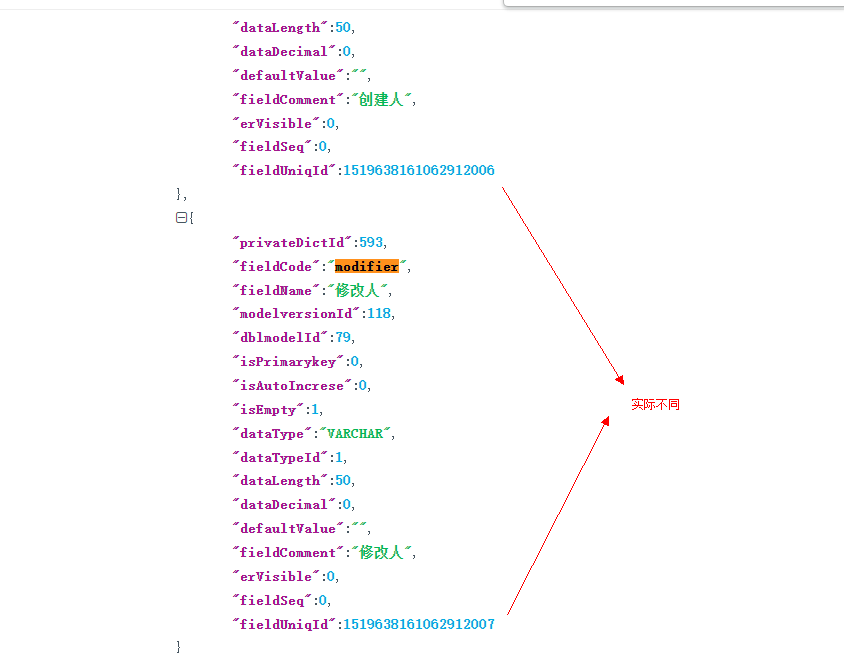 "dataLength":50,
"dataDecimal":0,
"defaultValue":"",
"fieldComment":"创建人",
"erVisible":0,
"fieldSeq":0,
"fieldUniqId":1519638161062912006
},
{
"privateDictId":593,
"fieldCode":"modifier",
"fieldName":"修改人",
"modelversionId":118,
"dblmodelId":79,
"isPrimarykey":0,
"isAutoIncrese":0,
"isEmpty":1,
实际不同
"dataType":"VARCHAR",
"dataTypeId":1,
"dataLength":50,
"dataDecimal":0,
"defaultValue":"",
"fieldComment":"修改人",
"erVisible":0,
"fieldSeq":0,
"fieldUniqId":1519638161062912007
}